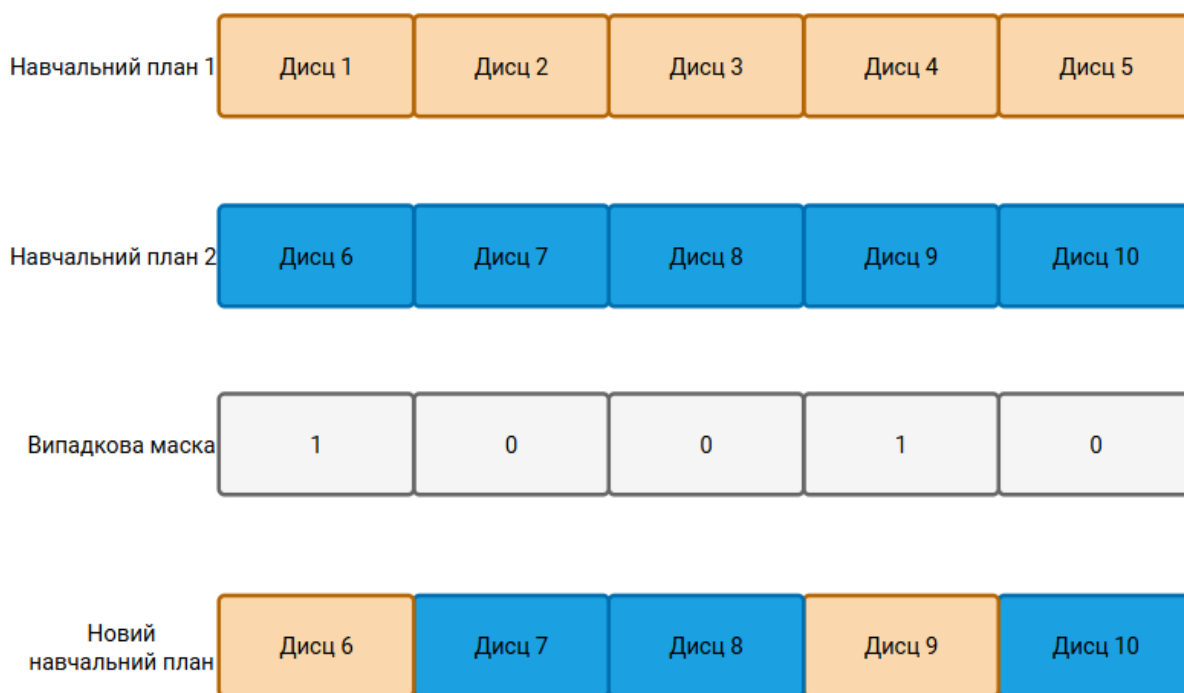 Навчальний план 1 Дисц 1 Дисц 2 Дисц 3 Дисц 4 Дисц 5
Навчальний план 2 Дисц 6 Дисц 7 Дисц 8 Дисц 9 Дисц 10
Випадкова маска 1 0 0 1 0
Новий
навчальний план Дисц 6 Дисц 7 Дисц 8 Дисц 9 Дисц 10